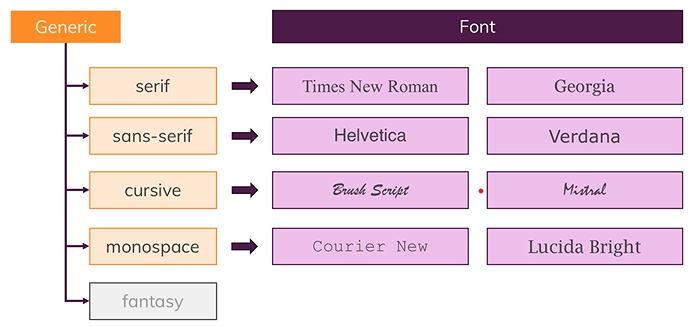 Generic
Font
serif
Times New Roman
Georgia
sans-serif
Helvetica
Verdana
cursive
Brush Script
Mistral
monospace
Courier New
Lucida Bright
fantasy